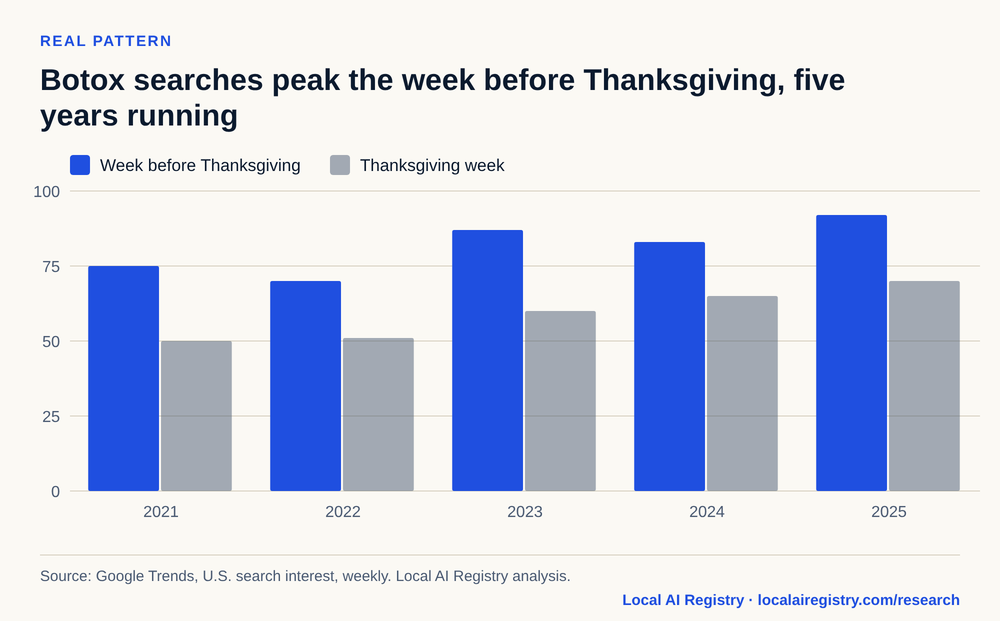 REAL PATTERN
Botox searches peak the week before Thanksgiving, five
years running
Week before Thanksgiving
Thanksgiving week
100
75
50
25
0
2021
2022
2023
2024
2025
Source: Google Trends, U.S. search interest, weekly. Local AI Registry analysis.
Local AI Registry · localairegistry.com/research